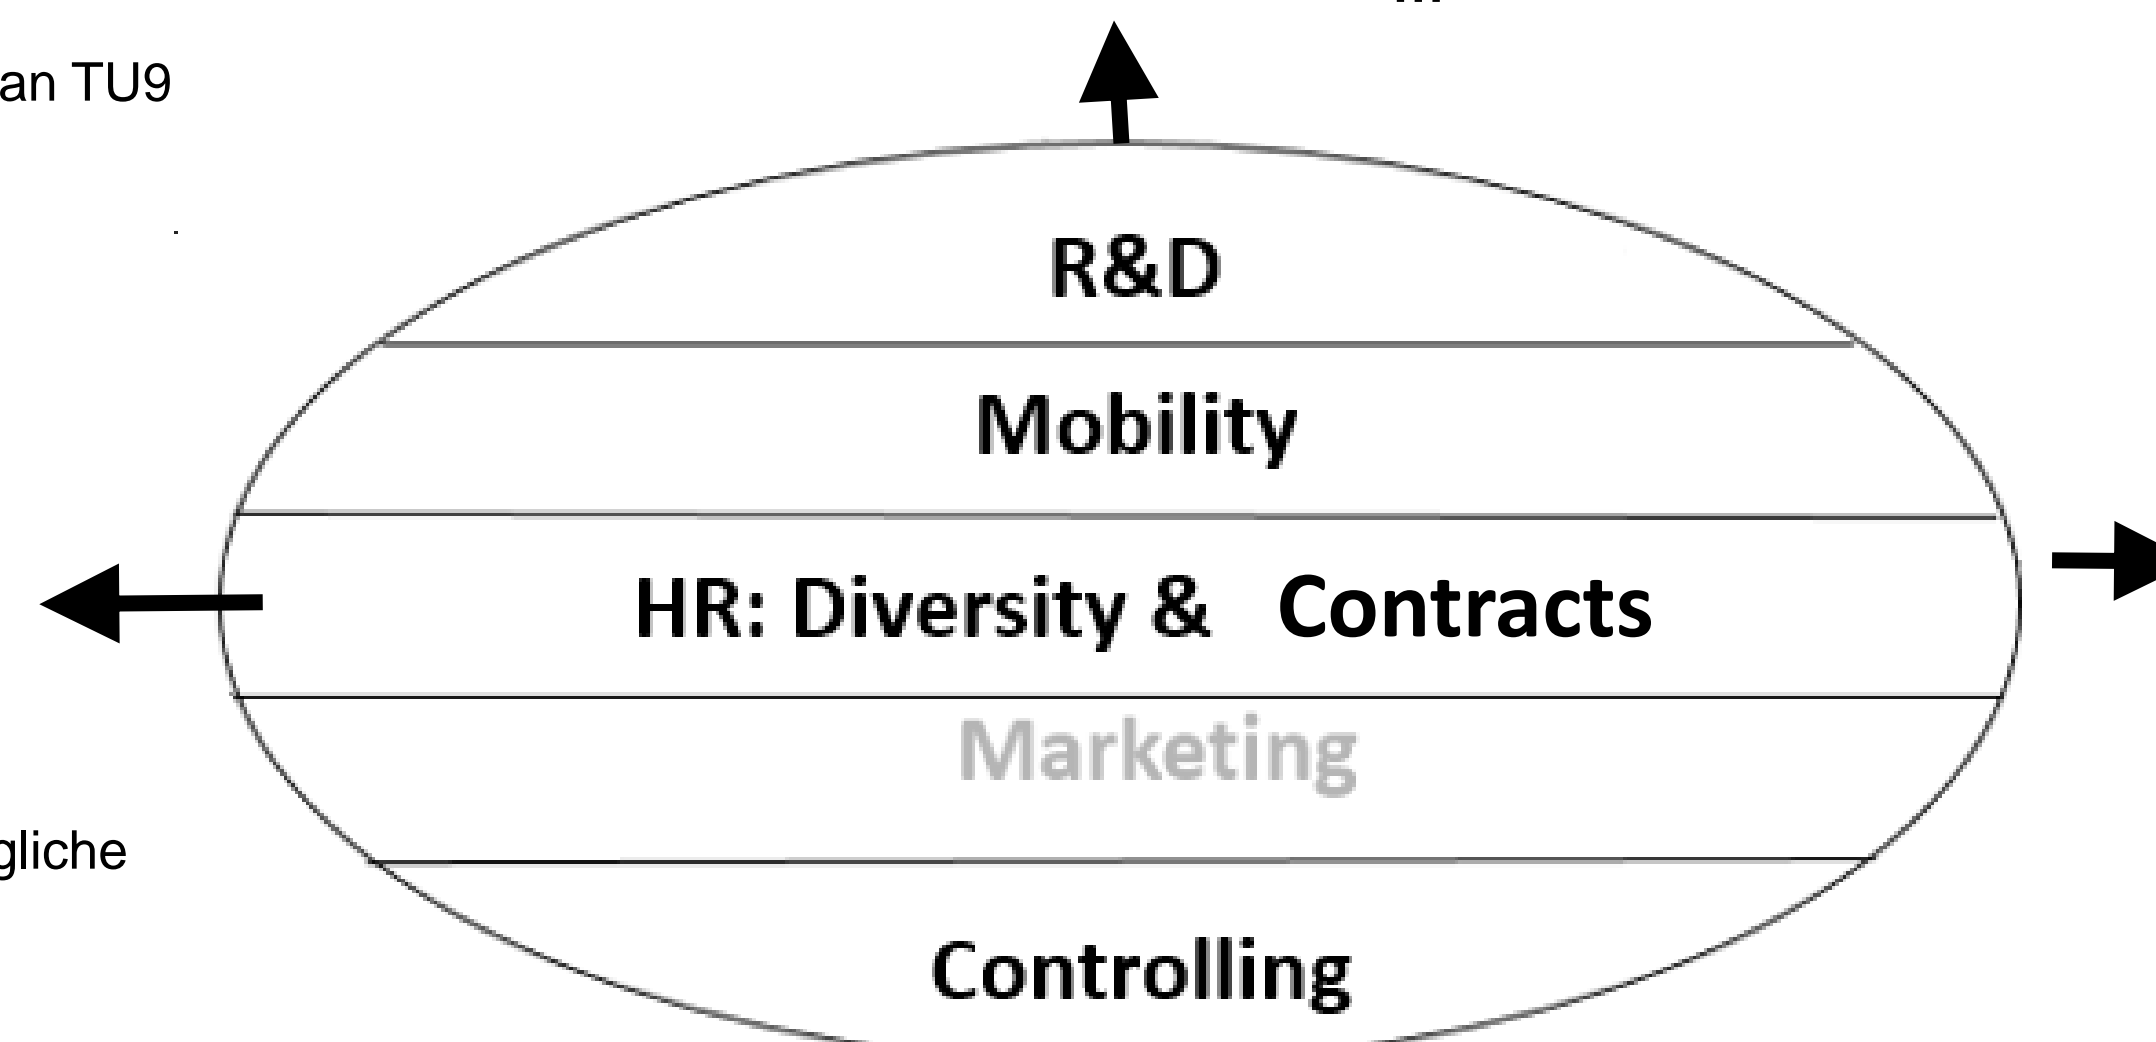 ...
an TU9
.
R&D
Mobility
HR: Diversity & Contracts
Marketing
gliche
Controlling